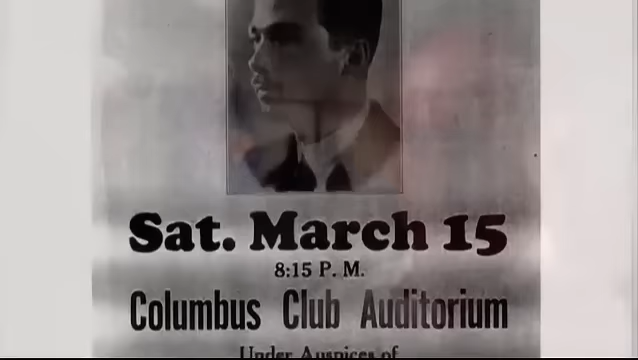 Sat. March 15
8:15 P. M.
Columbus Club Auditorium
Under Auspices of